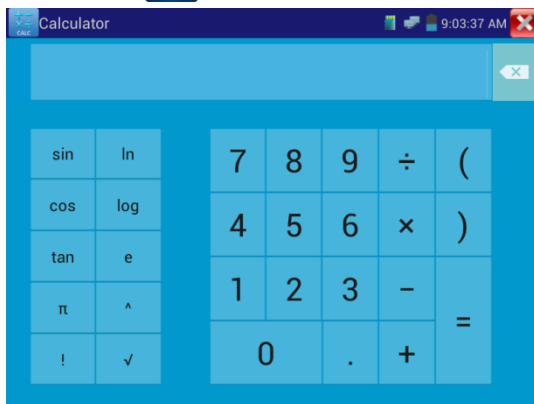 CALC Calculator 9:03:37 AM
sin ln 7 8 9 ÷ (
cos log 4 5 6 × )
tan e 1 2 3 − =
π ^ 0 . +
! √